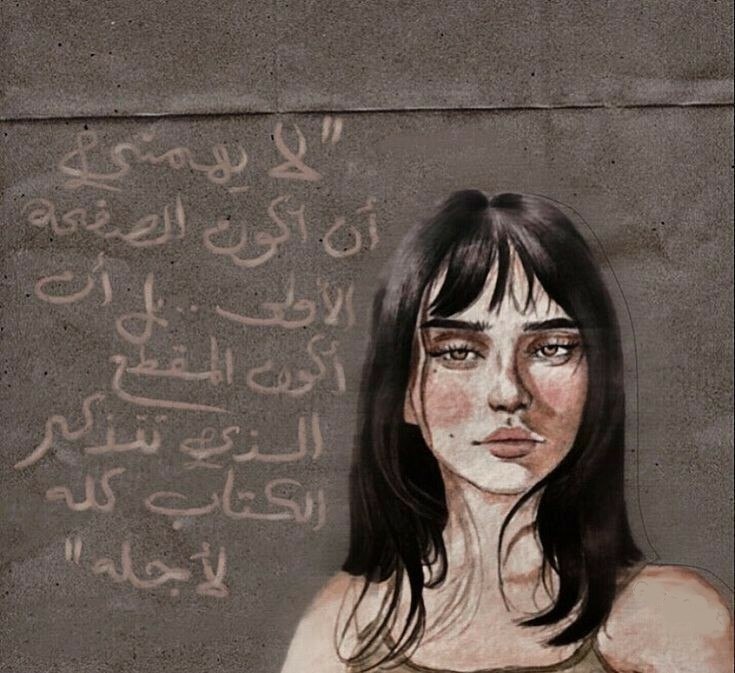 "لا يهمني
أن أكون الصفحة
الأولى .. بل أن
أكون المقطع
الذي تتذكر
الكتاب كله
لأجله"